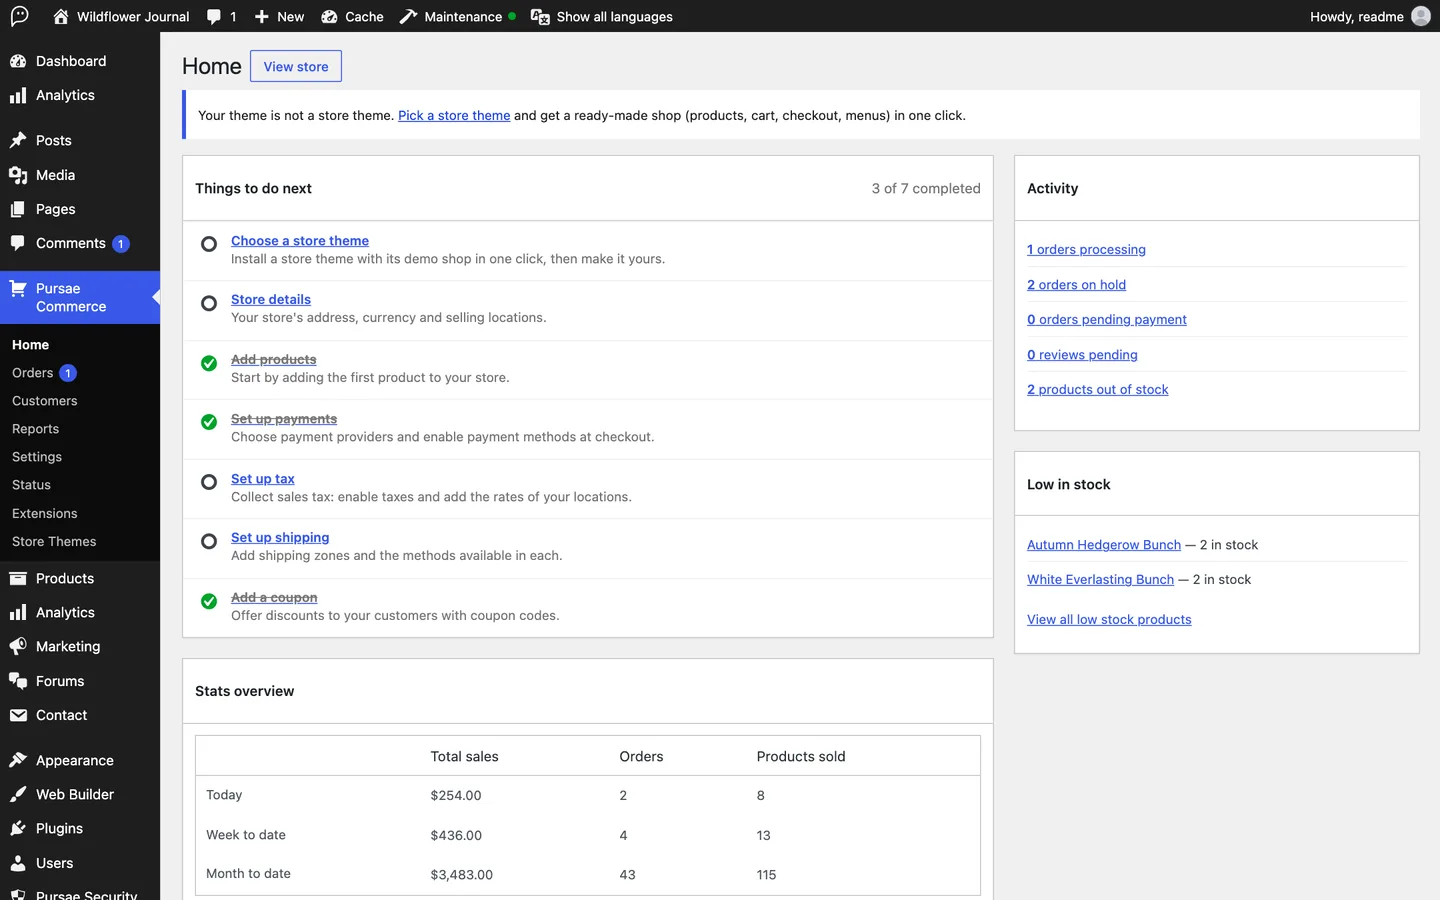 Wildflower Journal 1 New Cache Maintenance Show all languages Howdy, readme
Dashboard
Analytics
Posts
Media
Pages
Comments 1
Pursae Commerce
Home
Orders 1
Customers
Reports
Settings
Status
Extensions
Store Themes
Products
Analytics
Marketing
Forums
Contact
Appearance
Web Builder
Plugins
Users
Pursae Security
Home View store
Your theme is not a store theme. Pick a store theme and get a ready-made shop (products, cart, checkout, menus) in one click.
Things to do next 3 of 7 completed
Choose a store theme
Install a store theme with its demo shop in one click, then make it yours.
Store details
Your store's address, currency and selling locations.
Add products
Start by adding the first product to your store.
Set up payments
Choose payment providers and enable payment methods at checkout.
Set up tax
Collect sales tax: enable taxes and add the rates of your locations.
Set up shipping
Add shipping zones and the methods available in each.
Add a coupon
Offer discounts to your customers with coupon codes.
Stats overview
Total sales Orders Products sold
Today $254.00 2 8
Week to date $436.00 4 13
Month to date $3,483.00 43 115
Activity
1 orders processing
2 orders on hold
0 orders pending payment
0 reviews pending
2 products out of stock
Low in stock
Autumn Hedgerow Bunch — 2 in stock
White Everlasting Bunch — 2 in stock
View all low stock products